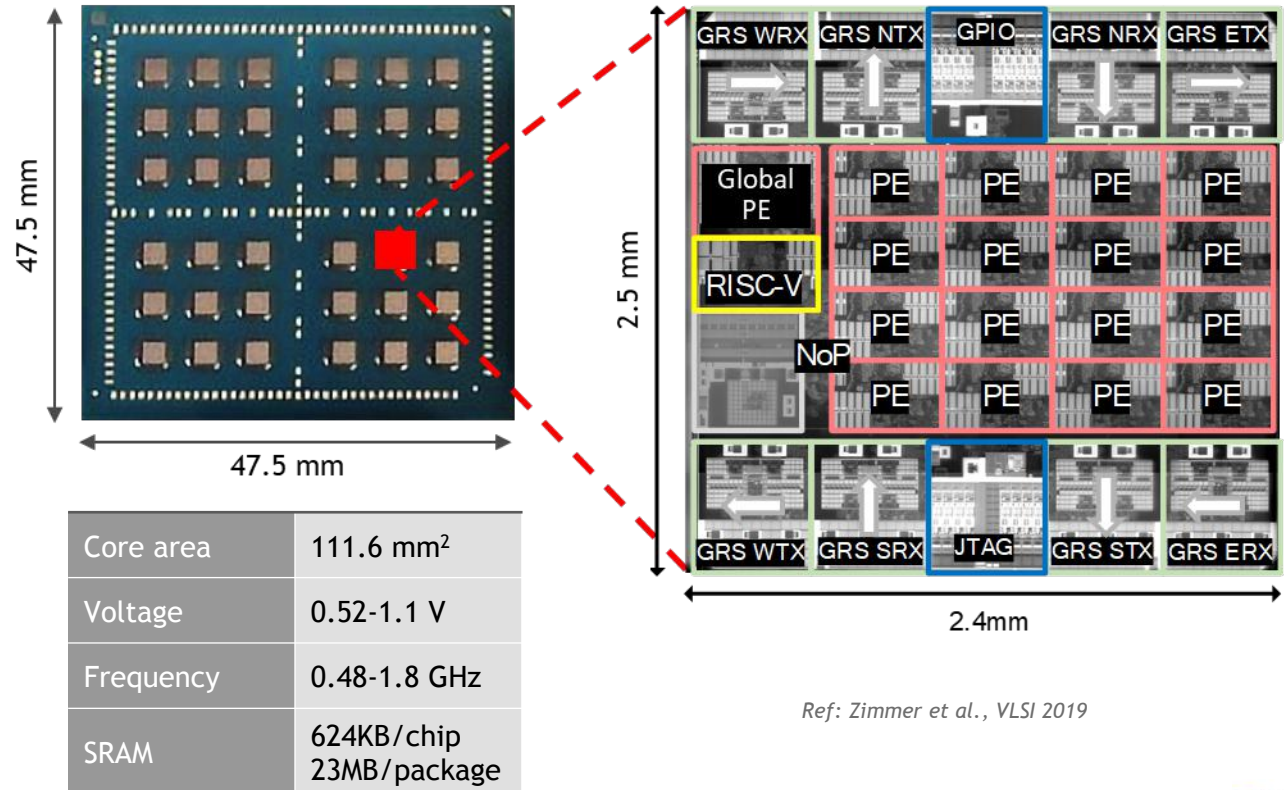 47.5 mm
47.5 mm
Core area 111.6 mm²
Voltage 0.52-1.1 V
Frequency 0.48-1.8 GHz
SRAM 624KB/chip
23MB/package
2.5 mm
GRS WRX GRS NTX GPIO GRS NRX GRS ETX
Global
PE
PE PE PE PE
PE PE PE PE
RISC-V
PE PE PE PE
NoP
PE PE PE PE
GRS WTX GRS SRX JTAG GRS STX GRS ERX
2.4mm
Ref: Zimmer et al., VLSI 2019